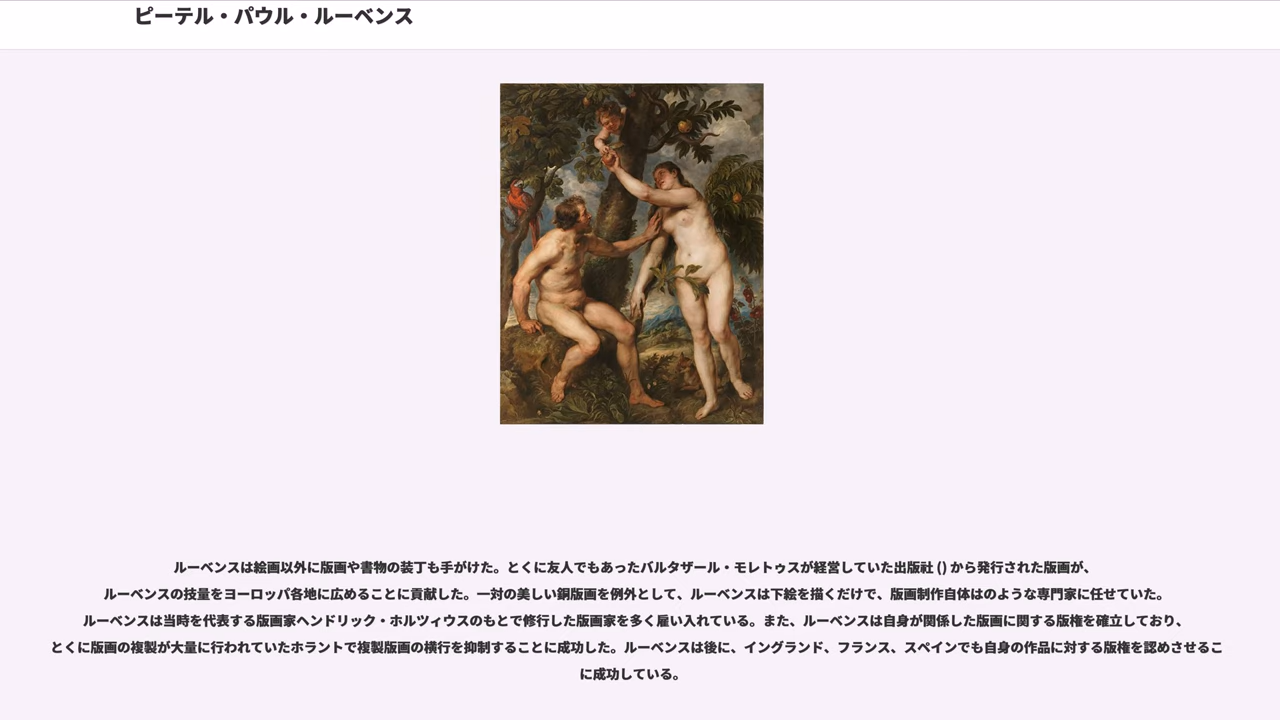 ピーテル・パウル・ルーベンス
ルーベンスは絵画以外に版画や書物の装丁も手がけた。とくに友人でもあったバルタザール・モレトゥスが経営していた出版社 () から発行された版画が、
ルーベンスの技量をヨーロッパ各地に広めることに貢献した。一対の美しい銅版画を例外として、ルーベンスは下絵を描くだけで、版画制作自体はのような専門家に任せていた。
ルーベンスは当時を代表する版画家ヘンドリック・ホルツィウスのもとで修行した版画家を多く雇い入れている。また、ルーベンスは自身が関係した版画に関する版権を確立しており、
とくに版画の複製が大量に行われていたホラントで複製版画の横行を抑制することに成功した。ルーベンスは後に、イングランド、フランス、スペインでも自身の作品に対する版権を認めさせるこ
に成功している。